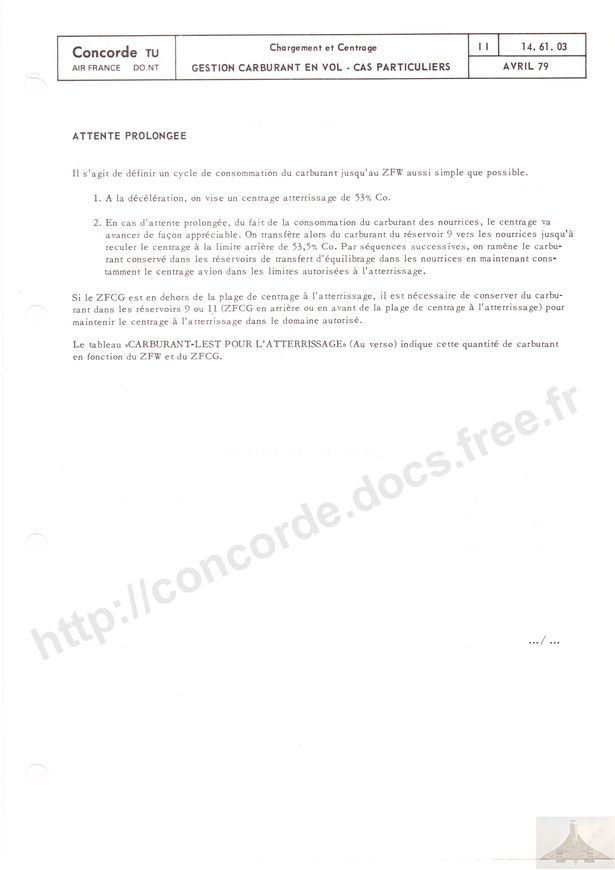 Concorde TU
AIR FRANCE DO.NT
Chargement et Centrage
GESTION CARBURANT EN VOL - CAS PARTICULIERS
II
14.61.03
AVRIL 79
ATTENTE PROLONGEE
Il s'agit de définir un cycle de consommation du carburant jusqu'au ZFW aussi simple que possible.
1. A la décélération, on vise un centrage atterrissage de 53% Co.
2. En cas d'attente prolongée, du fait de la consommation du carburant des nourrices, le centrage va
avancer de façon appréciable. On transfère alors du carburant du réservoir 9 vers les nourrices jusqu'à
reculer le centrage à la limite arrière de 53,5% Co. Par séquences successives, on ramène le carbu-
rant conservé dans les réservoirs de transfert d'équilibrage dans les nourrices en maintenant cons-
tamment le centrage avion dans les limites autorisées à l'atterrissage.
Si le ZFCG est en dehors de la plage de centrage à l'atterrissage, il est nécessaire de conserver du carbu-
rant dans les réservoirs 9 ou 11 (ZFCG en arrière ou en avant de la plage de centrage à l'atterrissage) pour
maintenir le centrage à l'atterrissage dans le domaine autorisé.
Le tableau «CARBURANT-LEST POUR L'ATTERRISSAGE» (Au verso) indique cette quantité de carburant
en fonction du ZFW et du ZFCG.
http://concorde.docs.free.fr
.../ ...